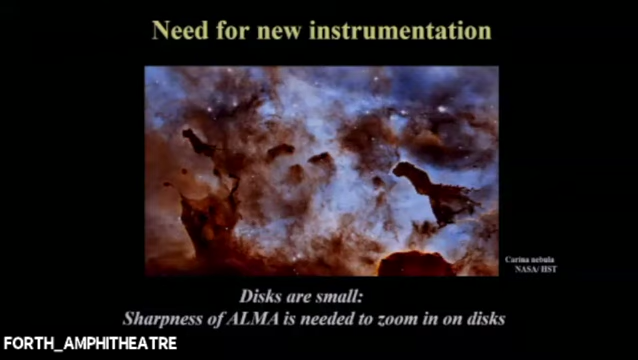 Need for new instrumentation
Carina nebula
NASA/ HST
Disks are small:
Sharpness of ALMA is needed to zoom in on disks
FORTH_AMPHITHEATRE